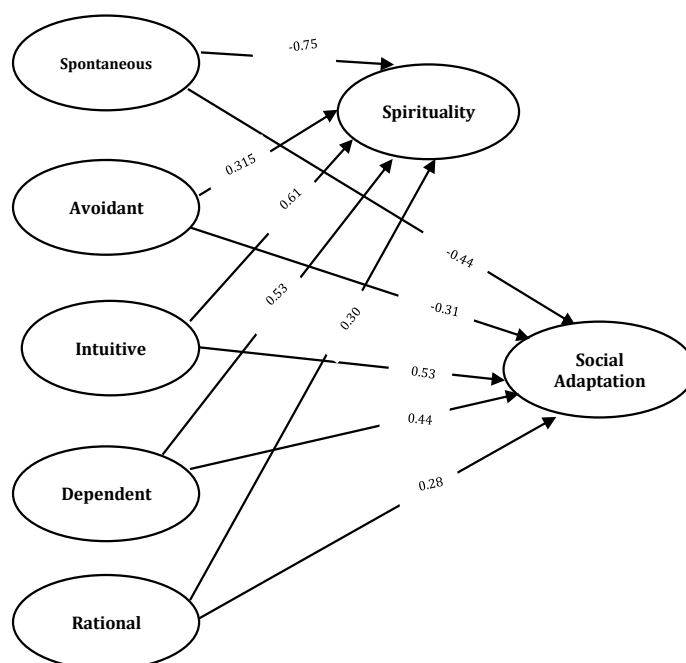 Spontaneous
-0.75
Spirituality
0.315
Avoidant
0.61
-0.44
0.53
-0.31
0.30
Intuitive
0.53
Social
Adaptation
0.44
Dependent
0.28
Rational